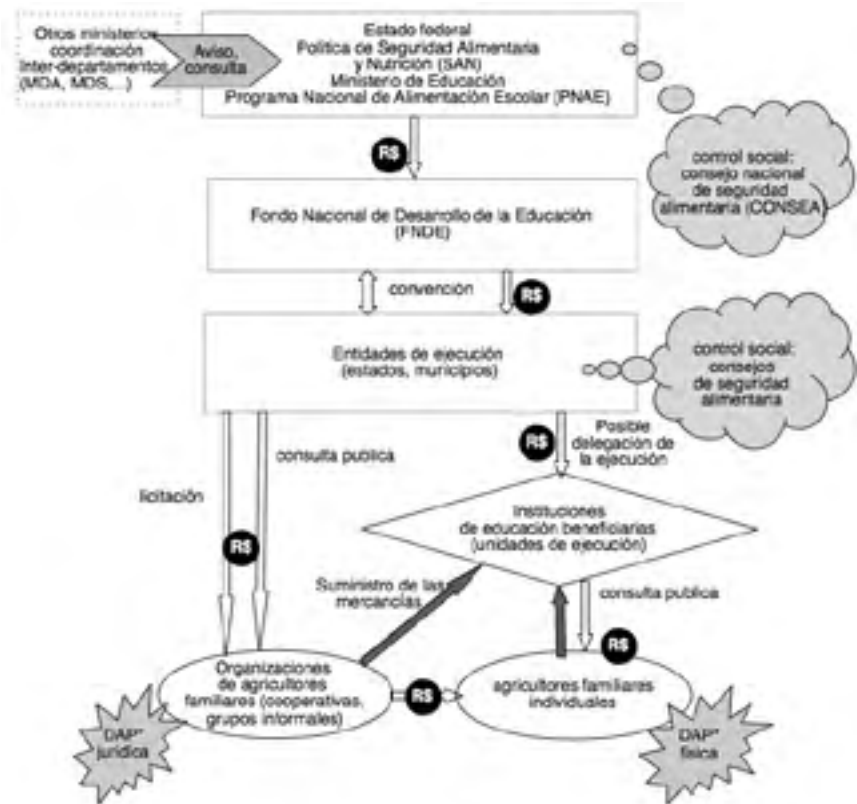 Otros ministerios
coordinación
Inter-departamentos
(MDA, MDS,...)
Aviso,
consulta
Estado federal
Política de Seguridad Alimentaria
y Nutrición (SAN)
Ministerio de Educación
Programa Nacional de Alimentación Escolar (PNAE)
R$
control social:
consejo nacional
de seguridad
alimentaria (CONSEA)
Fondo Nacional de Desarrollo de la Educación
(FNDE)
convención
R$
Entidades de ejecución
(estados, municipios)
control social:
consejos
de seguridad
alimentaria
consulta publica
R$
Posible
delegación de
la ejecución
licitación
Instituciones
de educación beneficiarias
(unidades de ejecución)
R$
Suministro de las
mercancías
consulta publica
R$
Organizaciones
de agricultores
familiares (cooperativas,
grupos informales)
R$
agricultores familiares
individuales
DAP*
jurídica
DAP*
física